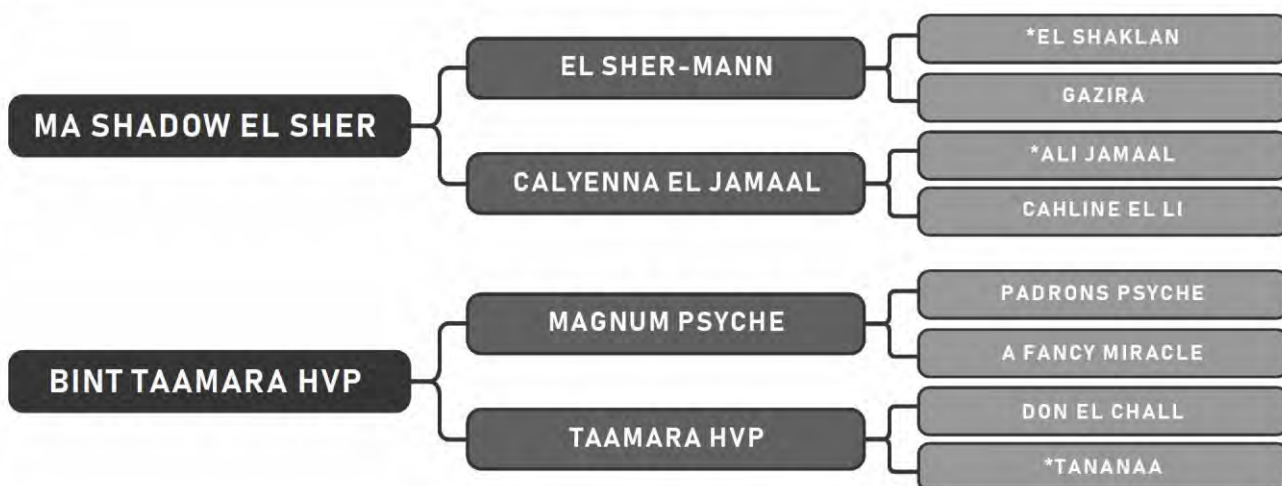 MA SHADOW EL SHER
EL SHER-MANN
*EL SHAKLAN
GAZIRA
CALYENNA EL JAMAAL
*ALI JAMAAL
CAHLINE EL LI
BINT TAAMARA HVP
MAGNUM PSYCHE
PADRONS PSYCHE
A FANCY MIRACLE
TAAMARA HVP
DON EL CHALL
*TANANAA